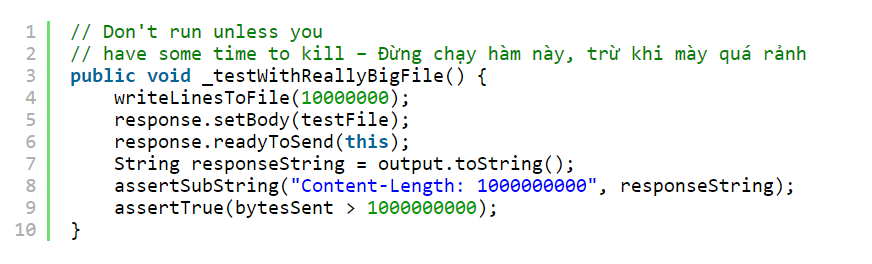 1 // Don't run unless you
2 // have some time to kill – Đừng chạy hàm này, trừ khi mày quá rảnh
3 public void _testWithReallyBigFile() {
4     writeLinesToFile(10000000);
5     response.setBody(testFile);
6     response.readyToSend(this);
7     String responseString = output.toString();
8     assertSubString("Content-Length: 1000000000", responseString);
9     assertTrue(bytesSent > 1000000000);
10 }